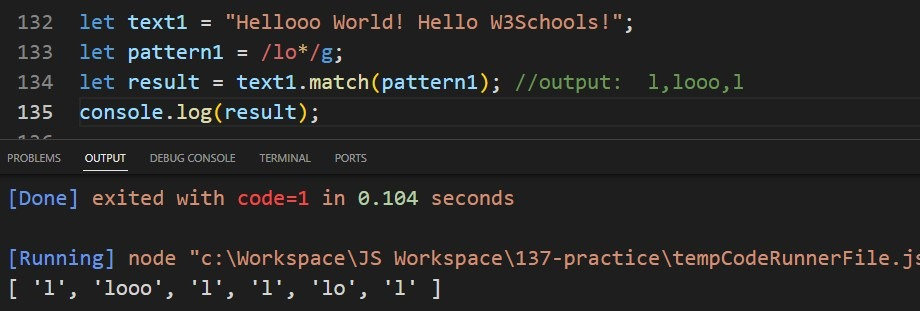 132 let text1 = "Hellooo World! Hello W3Schools!";
133 let pattern1 = /lo*/g;
134 let result = text1.match(pattern1); //output:  l,looo,l
135 console.log(result);
PROBLEMS OUTPUT DEBUG CONSOLE TERMINAL PORTS
[Done] exited with code=1 in 0.104 seconds
[Running] node "c:\Workspace\JS Workspace\137-practice\tempCodeRunnerFile.js
[ 'l', 'looo', 'l', 'l', 'lo', 'l' ]